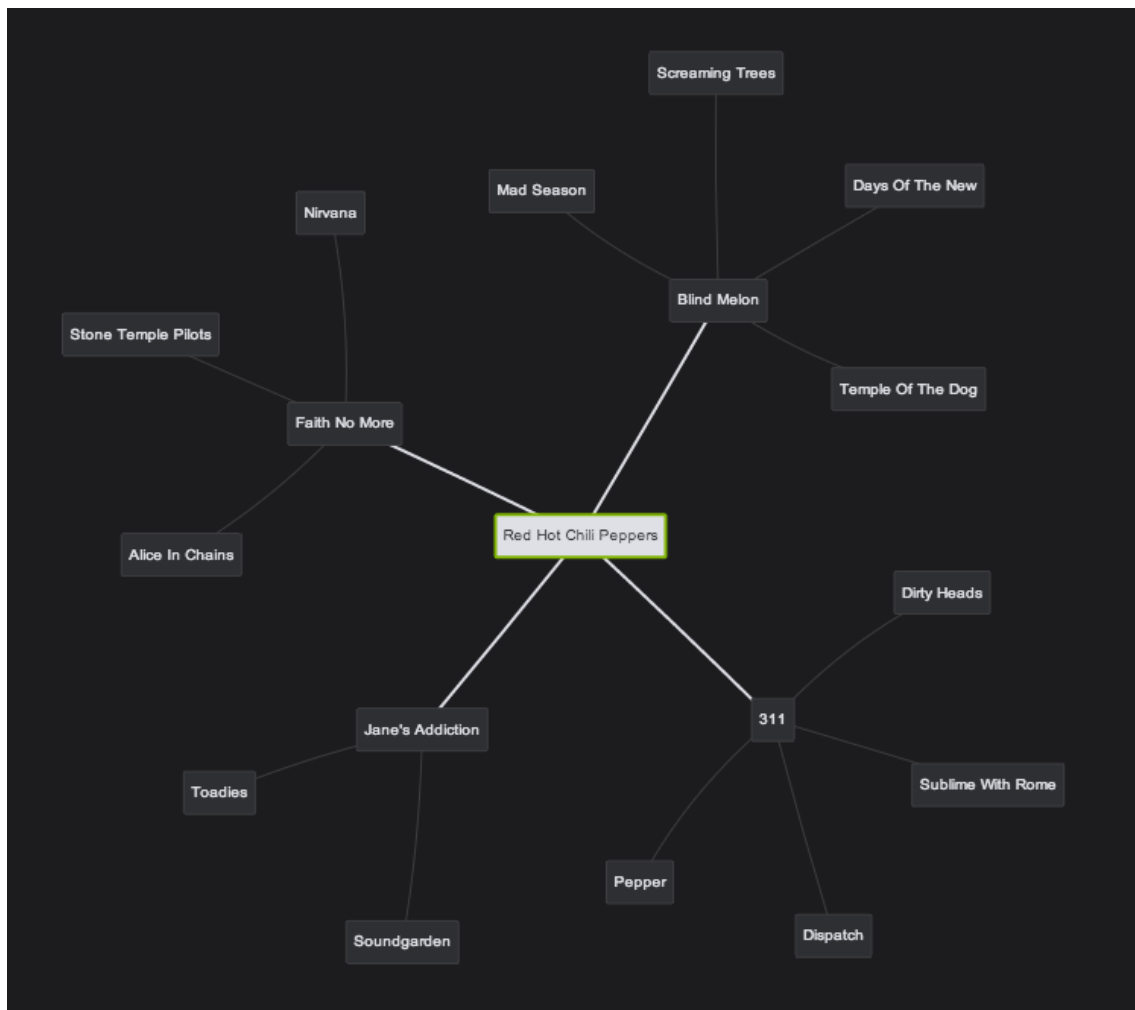 Screaming Trees
Mad Season
Days Of The New
Nirvana
Blind Melon
Stone Temple Pilots
Temple Of The Dog
Faith No More
Red Hot Chili Peppers
Alice In Chains
Dirty Heads
311
Jane's Addiction
Sublime With Rome
Toadies
Pepper
Dispatch
Soundgarden